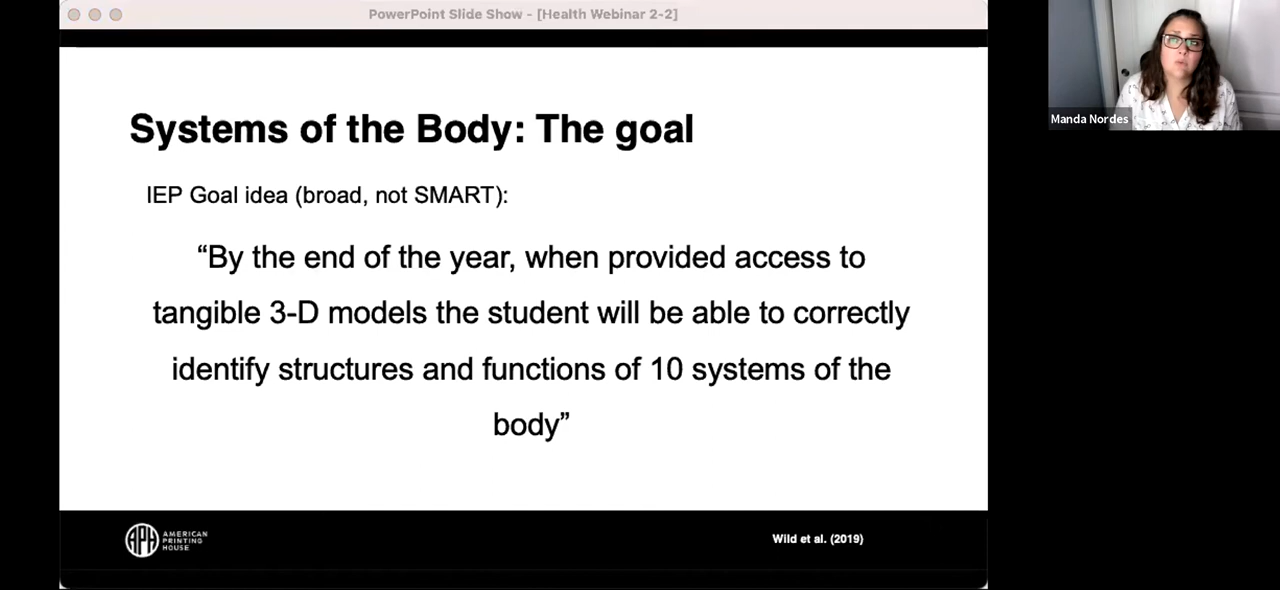 PowerPoint Slide Show - [Health Webinar 2-2]
Systems of the Body: The goal
IEP Goal idea (broad, not SMART):
“By the end of the year, when provided access to
tangible 3-D models the student will be able to correctly
identify structures and functions of 10 systems of the
body”
APH
AMERICAN
PRINTING
HOUSE
Wild et al. (2019)
Manda Nordes